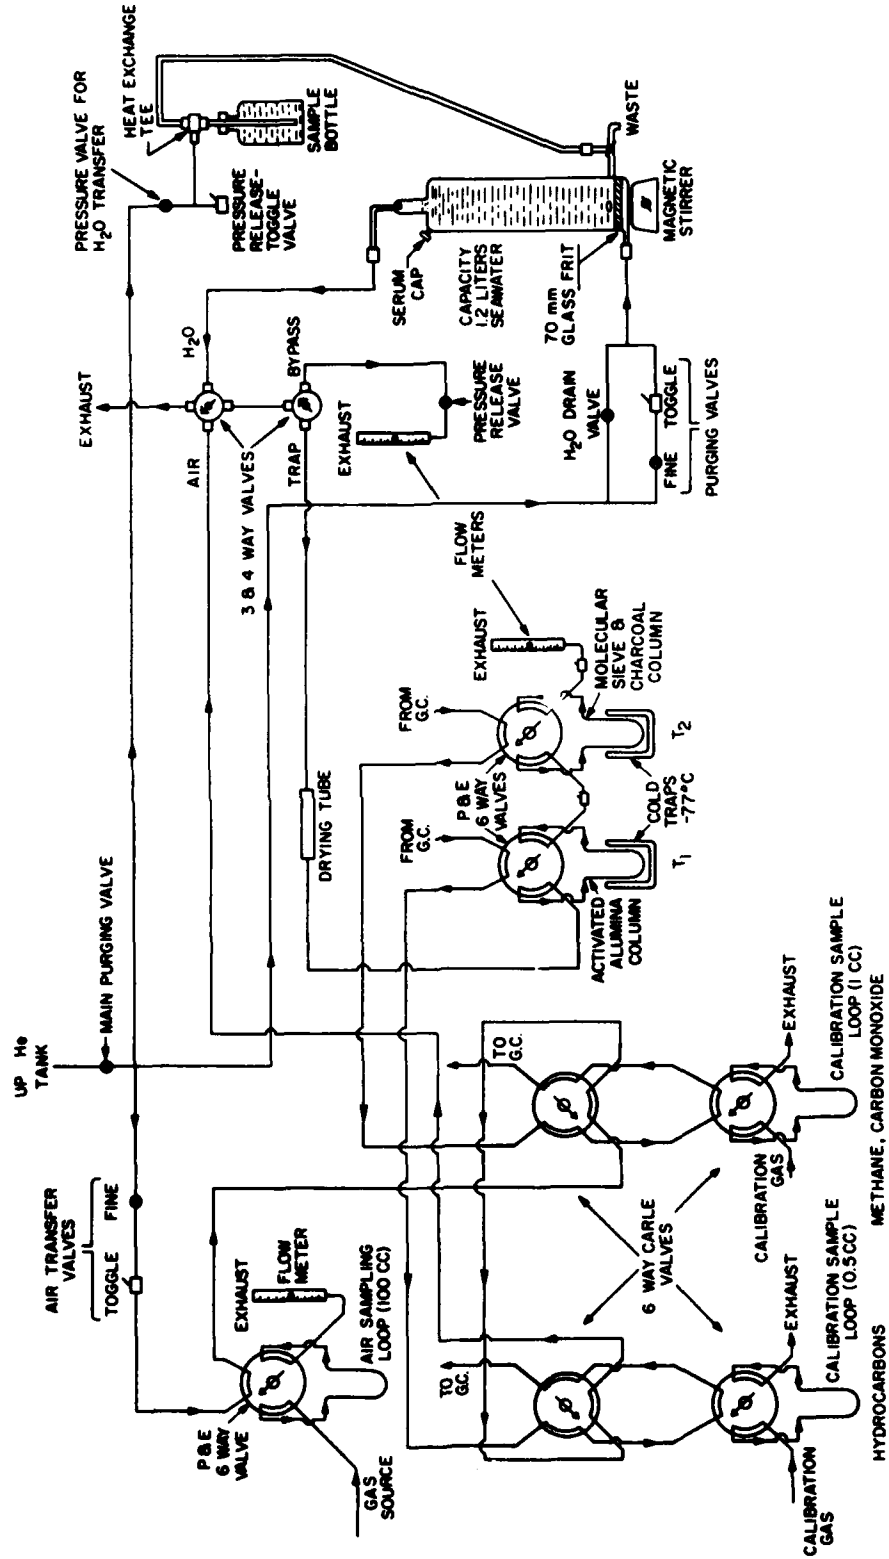 UP He
TANK
MAIN PURGING VALVE
PRESSURE VALVE FOR
H₂O TRANSFER
HEAT EXCHANGE
TEE
SAMPLE
BOTTLE
PRESSURE
RELEASE-
TOGGLE
VALVE
AIR TRANSFER
VALVES
TOGGLE
FINE
EXHAUST
AIR
H₂O
3 & 4 WAY VALVES
TRAP
BYPASS
EXHAUST
PRESSURE
RELEASE
VALVE
SERUM
CAP
CAPACITY
1.2 LITERS
SEAWATER
WASTE
MAGNETIC
STIRRER
70 mm
GLASS FRIT
H₂O DRAIN
VALVE
FINE
TOGGLE
PURGING VALVES
P&E
6 WAY
VALVE
EXHAUST
FLOW
METER
AIR SAMPLING
LOOP (100 CC)
GAS
SOURCE
DRYING TUBE
FLOW
METERS
EXHAUST
FROM
G.C.
FROM
G.C.
P&E
6 WAY
VALVES
MOLECULAR
SIEVE &
CHARCOAL
COLUMN
ACTIVATED
ALUMINA
COLUMN
T₁
T₂
COLD
TRAPS
-77°C
TO
G.C.
TO
G.C.
6 WAY CARLE
VALVES
CALIBRATION
GAS
EXHAUST
CALIBRATION SAMPLE
LOOP (0.5CC)
HYDROCARBONS
CALIBRATION
GAS
EXHAUST
CALIBRATION SAMPLE
LOOP (1 CC)
METHANE, CARBON MONOXIDE